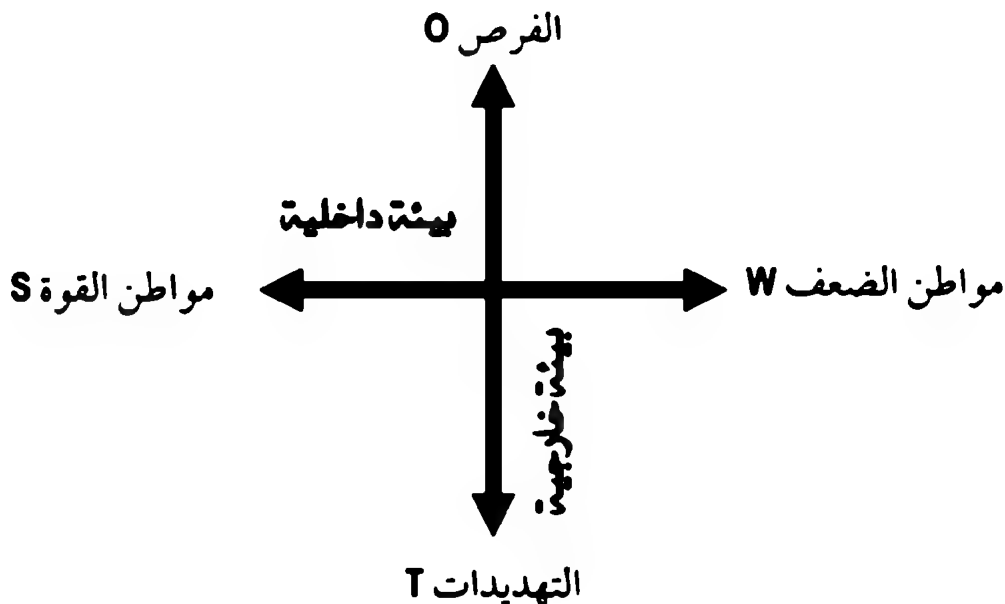 الفرص O
بيئة داخلية
مواطن الضعف W
مواطن القوة S
بيئة خارجية
التهديدات T